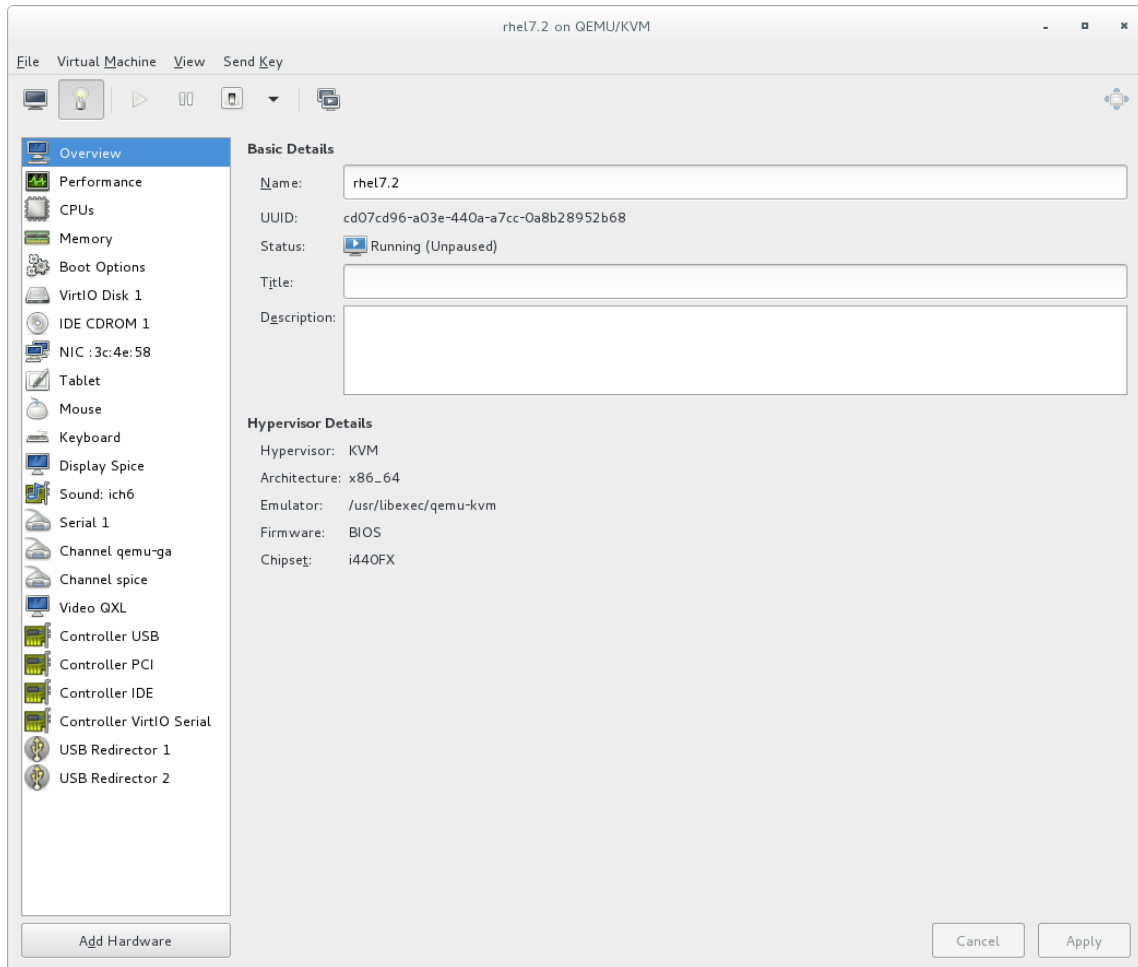 rhel7.2 on QEMU/KVM
File Virtual Machine View Send Key
Overview
Performance
CPUs
Memory
Boot Options
VirtIO Disk 1
IDE CDROM 1
NIC :3c:4e:58
Tablet
Mouse
Keyboard
Display Spice
Sound: ich6
Serial 1
Channel qemu-ga
Channel spice
Video QXL
Controller USB
Controller PCI
Controller IDE
Controller VirtIO Serial
USB Redirector 1
USB Redirector 2
Add Hardware
Basic Details
Name: rhel7.2
UUID: cd07cd96-a03e-440a-a7cc-0a8b28952b68
Status: Running (Unpaused)
Title:
Description:
Hypervisor Details
Hypervisor: KVM
Architecture: x86_64
Emulator: /usr/libexec/qemu-kvm
Firmware: BIOS
Chipset: i440FX
Cancel Apply